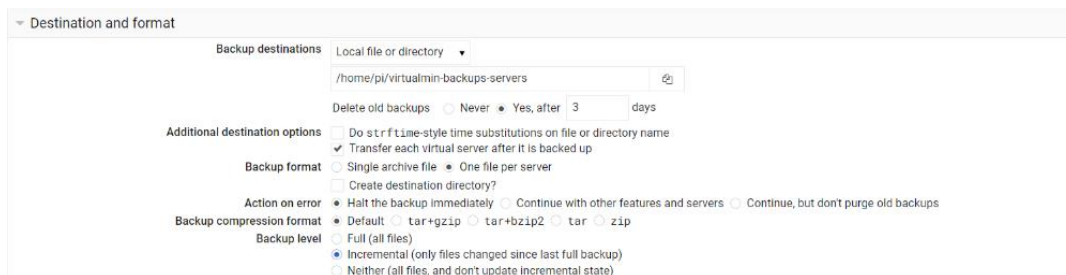 Destination and format
Backup destinations Local file or directory
/home/pi/virtualmin-backups-servers
Delete old backups Never Yes, after 3 days
Additional destination options Do strftime-style time substitutions on file or directory name
Transfer each virtual server after it is backed up
Backup format Single archive file One file per server
Create destination directory?
Action on error Halt the backup immediately Continue with other features and servers Continue, but don't purge old backups
Backup compression format Default tar+gzip tar+bzip2 tar zip
Backup level Full (all files)
Incremental (only files changed since last full backup)
Neither (all files, and don't update incremental state)